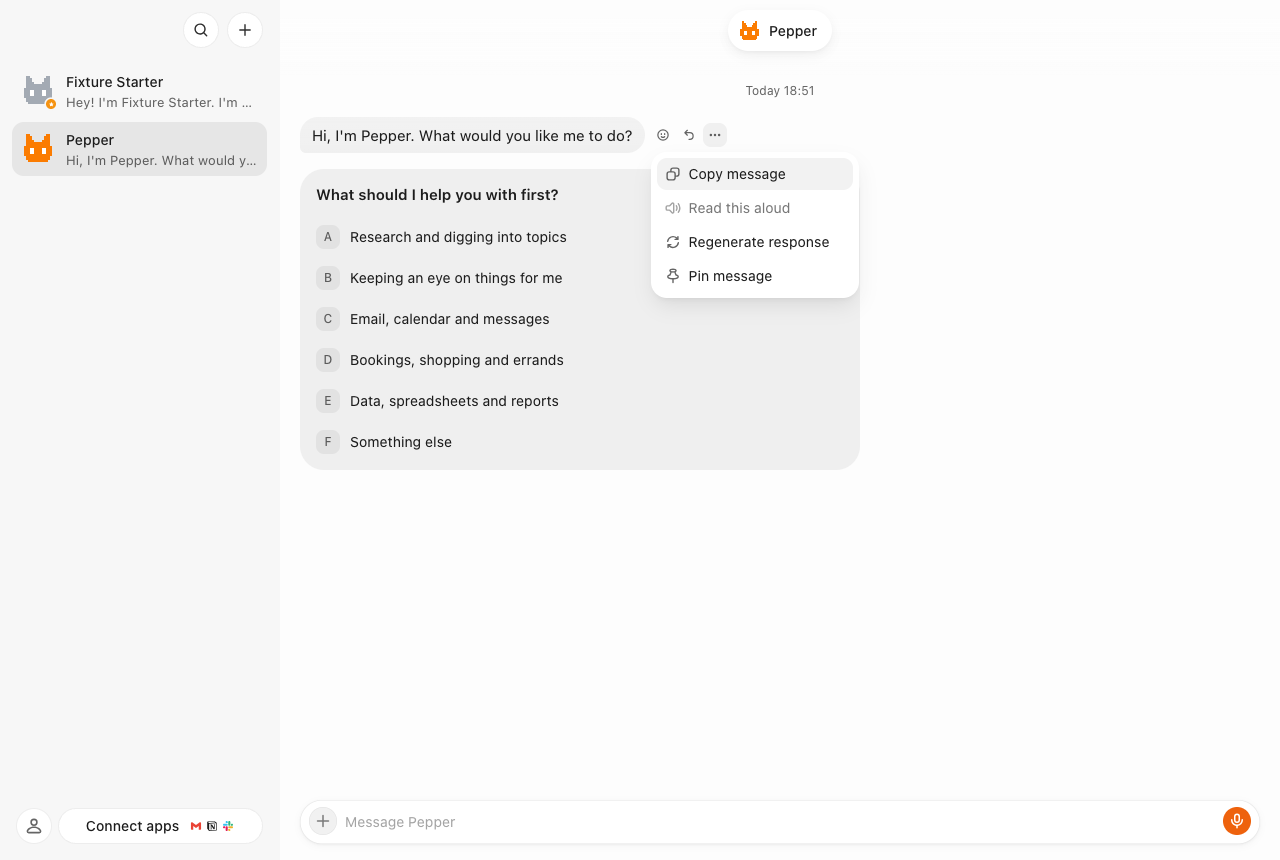 Pepper
Fixture Starter
Hey! I'm Fixture Starter. I'm ...
Pepper
Hi, I'm Pepper. What would y...
Today 18:51
Hi, I'm Pepper. What would you like me to do?
Copy message
Read this aloud
Regenerate response
Pin message
What should I help you with first?
A Research and digging into topics
B Keeping an eye on things for me
C Email, calendar and messages
D Bookings, shopping and errands
E Data, spreadsheets and reports
F Something else
Connect apps
Message Pepper